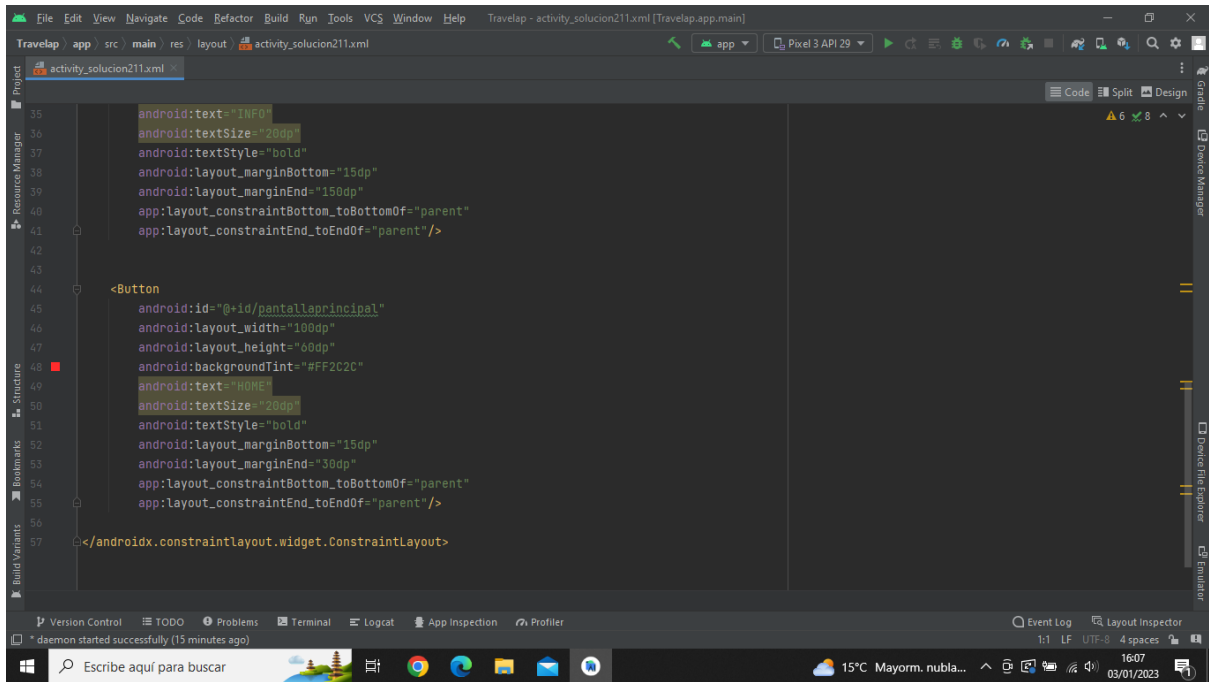 File Edit View Navigate Code Refactor Build Run Tools VCS Window Help Travelap - activity_solucion211.xml [Travelap.app.main]
Travelap app src main res layout activity_solucion211.xml app Pixel 3 API 29
activity_solucion211.xml
Code Split Design
35 android:text="INFO" 6 8
36 android:textSize="20dp"
37 android:textStyle="bold"
38 android:layout_marginBottom="15dp"
39 android:layout_marginEnd="150dp"
40 app:layout_constraintBottom_toBottomOf="parent"
41 app:layout_constraintEnd_toEndOf="parent"/>
42
43
44 <Button
45 android:id="@+id/pantallaprincipal"
46 android:layout_width="100dp"
47 android:layout_height="60dp"
48 android:backgroundTint="#FF2C2C"
49 android:text="HOME"
50 android:textSize="20dp"
51 android:textStyle="bold"
52 android:layout_marginBottom="15dp"
53 android:layout_marginEnd="30dp"
54 app:layout_constraintBottom_toBottomOf="parent"
55 app:layout_constraintEnd_toEndOf="parent"/>
56
57 </androidx.constraintlayout.widget.ConstraintLayout>
Project
Resource Manager
Structure
Bookmarks
Build Variants
Gradle
Device Manager
Device File Explorer
Emulator
Version Control TODO Problems Terminal Logcat App Inspection Profiler Event Log Layout Inspector
* daemon started successfully (15 minutes ago) 1:1 LF UTF-8 4 spaces
Escribe aquí para buscar 15°C Mayorm. nubla... 16:07
03/01/2023
1